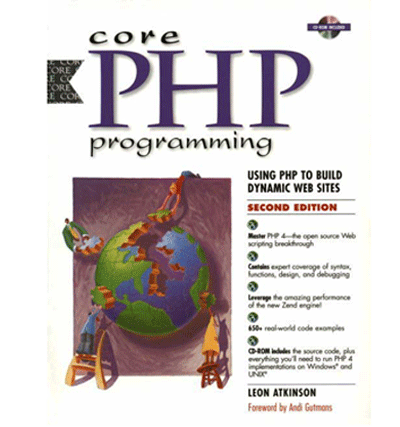 core
CD-ROM INCLUDED
CORE
PHP
programming
USING PHP TO BUILD
DYNAMIC WEB SITES
SECOND EDITION
Master PHP 4—the open source Web
scripting breakthrough
Contains expert coverage of syntax,
functions, design, and debugging
Leverage the amazing performance
of the new Zend engine!
650+ real-world code examples
CD-ROM includes the source code, plus
everything you'll need to run PHP 4
implementations on Windows® and
UNIX®
LEON ATKINSON
Foreword by Andi Gutmans